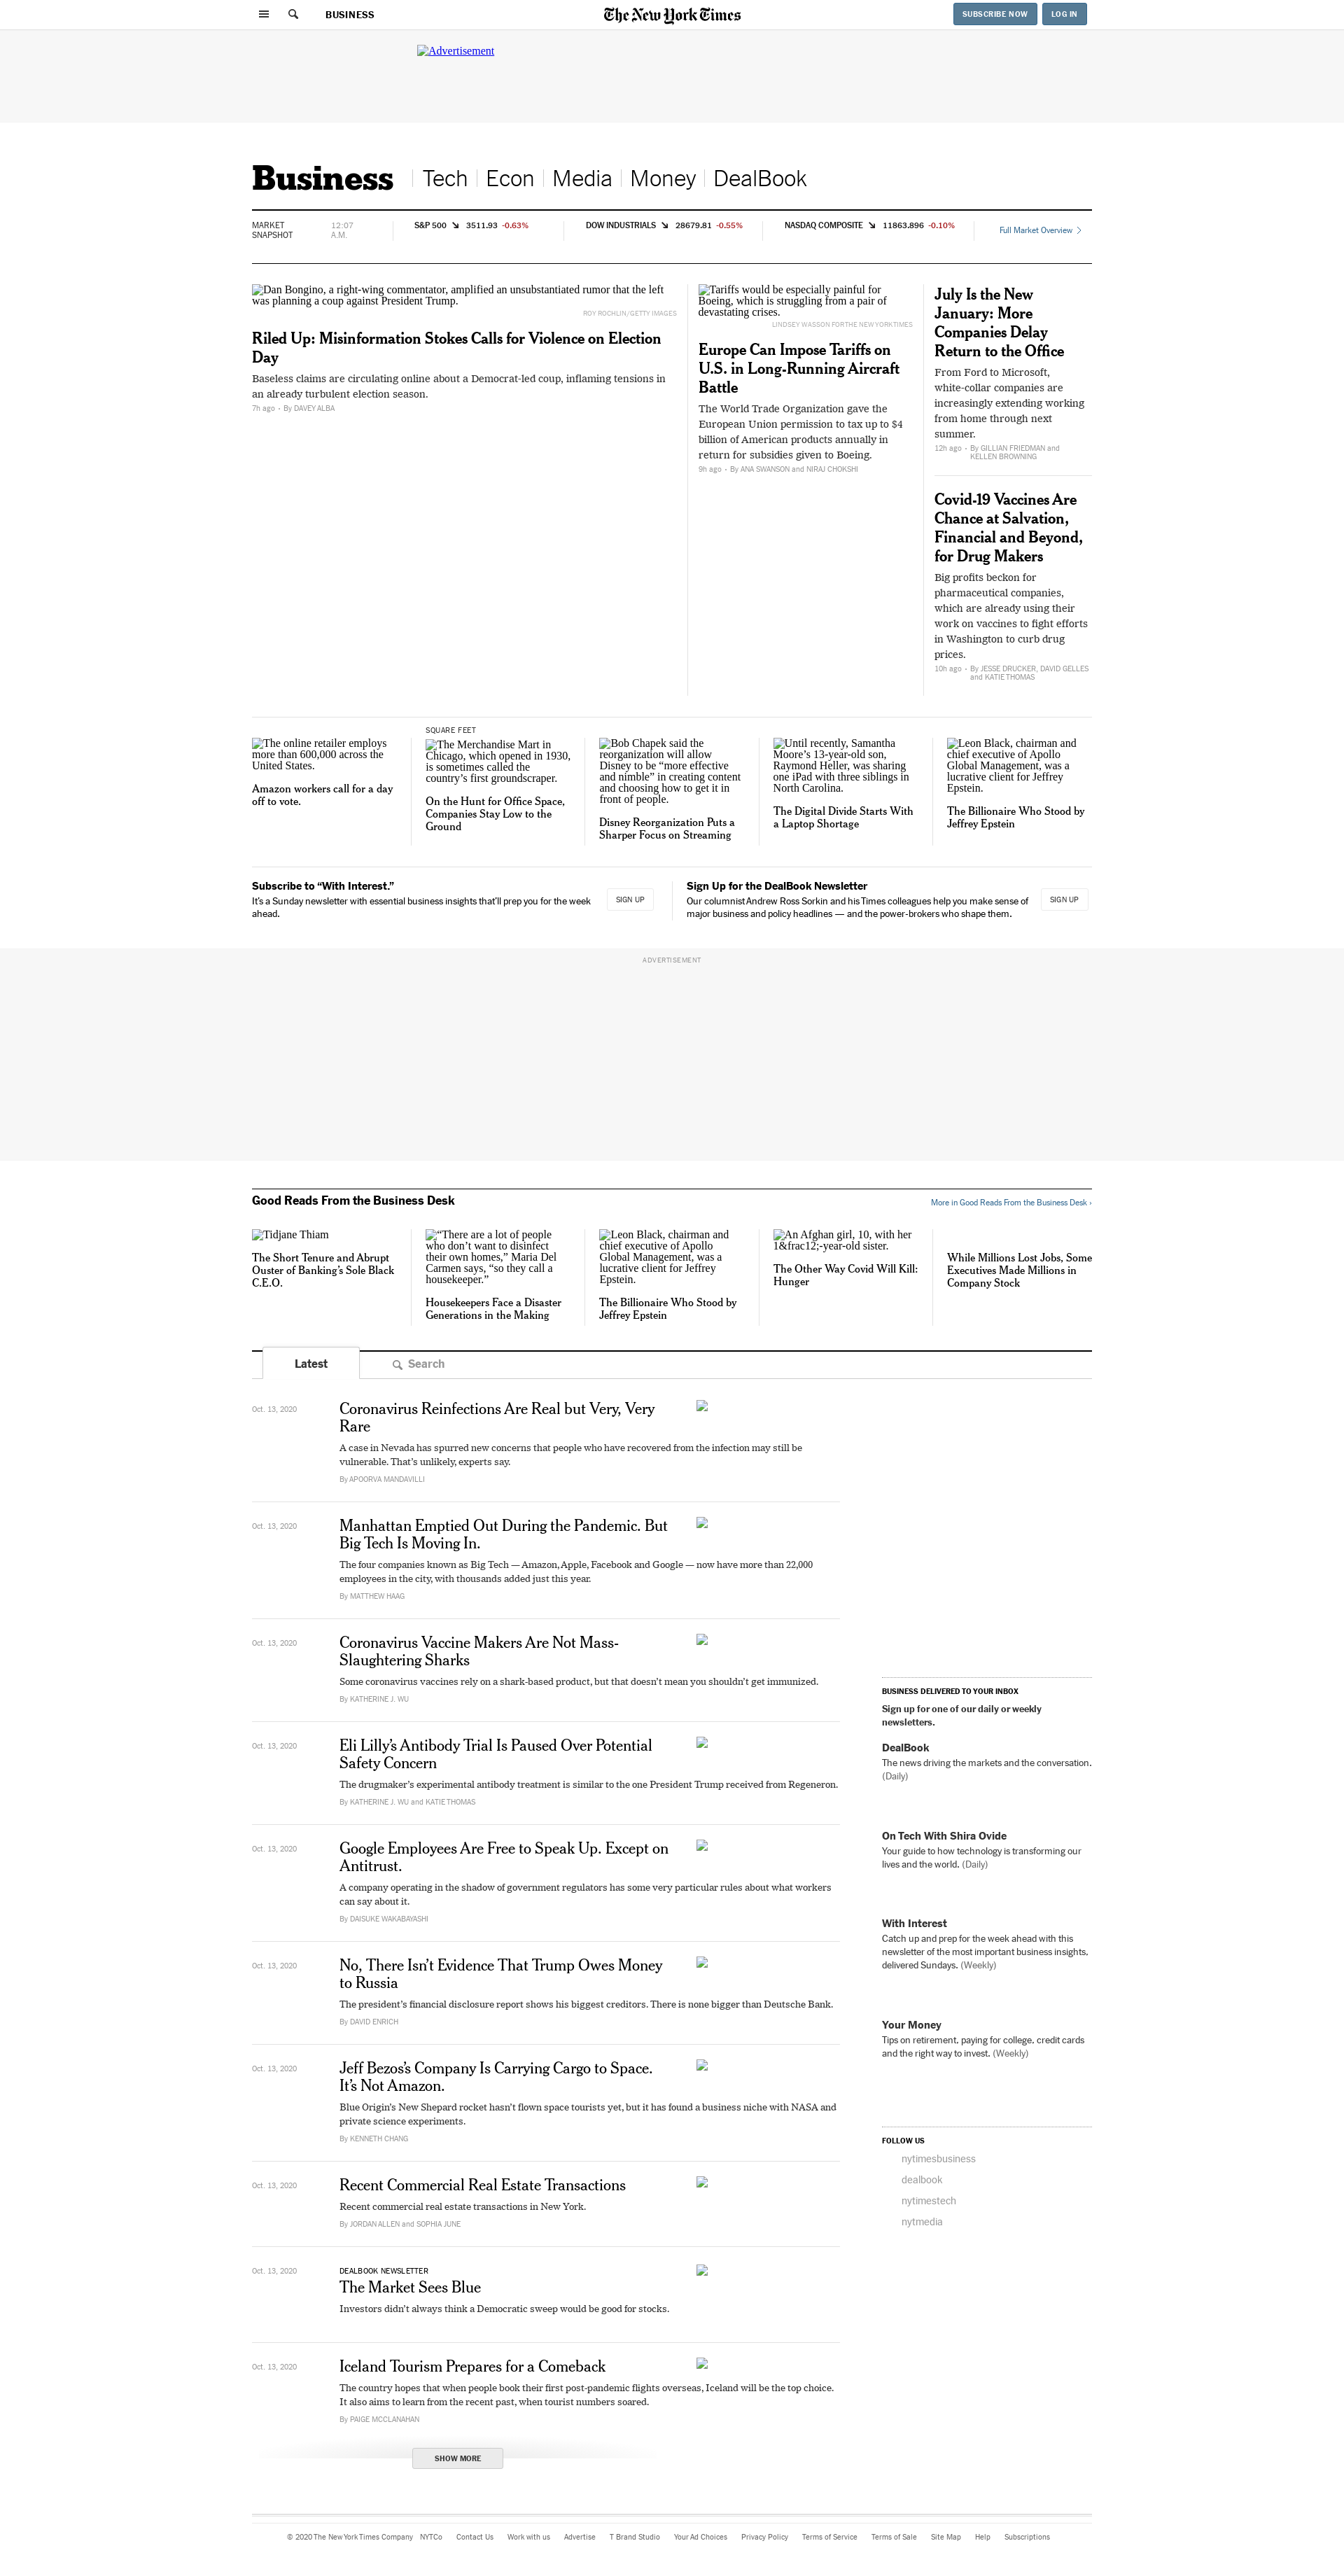 BUSINESS
The New York Times
SUBSCRIBE NOW
LOG IN
Advertisement
Business
Tech
Econ
Media
Money
DealBook
MARKET
SNAPSHOT
12:07
A.M.
S&P 500 3511.93 -0.63%
DOW INDUSTRIALS 28679.81 -0.55%
NASDAQ COMPOSITE 11863.896 -0.10%
Full Market Overview
Dan Bongino, a right-wing commentator, amplified an unsubstantiated rumor that the left
was planning a coup against President Trump.
ROY ROCHLIN/GETTY IMAGES
Riled Up: Misinformation Stokes Calls for Violence on Election
Day
Baseless claims are circulating online about a Democrat-led coup, inflaming tensions in
an already turbulent election season.
7h ago • By DAVEY ALBA
Tariffs would be especially painful for
Boeing, which is struggling from a pair of
devastating crises.
LINDSEY WASSON FOR THE NEW YORK TIMES
Europe Can Impose Tariffs on
U.S. in Long-Running Aircraft
Battle
The World Trade Organization gave the
European Union permission to tax up to $4
billion of American products annually in
return for subsidies given to Boeing.
9h ago • By ANA SWANSON and NIRAJ CHOKSHI
July Is the New
January: More
Companies Delay
Return to the Office
From Ford to Microsoft,
white-collar companies are
increasingly extending working
from home through next
summer.
12h ago • By GILLIAN FRIEDMAN and
KELLEN BROWNING
Covid-19 Vaccines Are
Chance at Salvation,
Financial and Beyond,
for Drug Makers
Big profits beckon for
pharmaceutical companies,
which are already using their
work on vaccines to fight efforts
in Washington to curb drug
prices.
10h ago • By JESSE DRUCKER, DAVID GELLES
and KATIE THOMAS
The online retailer employs
more than 600,000 across the
United States.
Amazon workers call for a day
off to vote.
SQUARE FEET
The Merchandise Mart in
Chicago, which opened in 1930,
is sometimes called the
country’s first groundscraper.
On the Hunt for Office Space,
Companies Stay Low to the
Ground
Bob Chapek said the
reorganization will allow
Disney to be “more effective
and nimble” in creating content
and choosing how to get it in
front of people.
Disney Reorganization Puts a
Sharper Focus on Streaming
Until recently, Samantha
Moore’s 13-year-old son,
Raymond Heller, was sharing
one iPad with three siblings in
North Carolina.
The Digital Divide Starts With
a Laptop Shortage
Leon Black, chairman and
chief executive of Apollo
Global Management, was a
lucrative client for Jeffrey
Epstein.
The Billionaire Who Stood by
Jeffrey Epstein
Subscribe to “With Interest.”
It’s a Sunday newsletter with essential business insights that’ll prep you for the week
ahead.
SIGN UP
Sign Up for the DealBook Newsletter
Our columnist Andrew Ross Sorkin and his Times colleagues help you make sense of
major business and policy headlines — and the power-brokers who shape them.
SIGN UP
ADVERTISEMENT
Good Reads From the Business Desk
More in Good Reads From the Business Desk ›
Tidjane Thiam
The Short Tenure and Abrupt
Ouster of Banking’s Sole Black
C.E.O.
“There are a lot of people
who don’t want to disinfect
their own homes,” Maria Del
Carmen says, “so they call a
housekeeper.”
Housekeepers Face a Disaster
Generations in the Making
Leon Black, chairman and
chief executive of Apollo
Global Management, was a
lucrative client for Jeffrey
Epstein.
The Billionaire Who Stood by
Jeffrey Epstein
An Afghan girl, 10, with her
1&frac12;-year-old sister.
The Other Way Covid Will Kill:
Hunger
While Millions Lost Jobs, Some
Executives Made Millions in
Company Stock
Latest
Search
Oct. 13, 2020
Coronavirus Reinfections Are Real but Very, Very
Rare
A case in Nevada has spurred new concerns that people who have recovered from the infection may still be
vulnerable. That’s unlikely, experts say.
By APOORVA MANDAVILLI
Oct. 13, 2020
Manhattan Emptied Out During the Pandemic. But
Big Tech Is Moving In.
The four companies known as Big Tech — Amazon, Apple, Facebook and Google — now have more than 22,000
employees in the city, with thousands added just this year.
By MATTHEW HAAG
Oct. 13, 2020
Coronavirus Vaccine Makers Are Not Mass-
Slaughtering Sharks
Some coronavirus vaccines rely on a shark-based product, but that doesn’t mean you shouldn’t get immunized.
By KATHERINE J. WU
Oct. 13, 2020
Eli Lilly’s Antibody Trial Is Paused Over Potential
Safety Concern
The drugmaker’s experimental antibody treatment is similar to the one President Trump received from Regeneron.
By KATHERINE J. WU and KATIE THOMAS
Oct. 13, 2020
Google Employees Are Free to Speak Up. Except on
Antitrust.
A company operating in the shadow of government regulators has some very particular rules about what workers
can say about it.
By DAISUKE WAKABAYASHI
Oct. 13, 2020
No, There Isn’t Evidence That Trump Owes Money
to Russia
The president’s financial disclosure report shows his biggest creditors. There is none bigger than Deutsche Bank.
By DAVID ENRICH
Oct. 13, 2020
Jeff Bezos’s Company Is Carrying Cargo to Space.
It’s Not Amazon.
Blue Origin’s New Shepard rocket hasn’t flown space tourists yet, but it has found a business niche with NASA and
private science experiments.
By KENNETH CHANG
Oct. 13, 2020
Recent Commercial Real Estate Transactions
Recent commercial real estate transactions in New York.
By JORDAN ALLEN and SOPHIA JUNE
Oct. 13, 2020
DEALBOOK NEWSLETTER
The Market Sees Blue
Investors didn’t always think a Democratic sweep would be good for stocks.
Oct. 13, 2020
Iceland Tourism Prepares for a Comeback
The country hopes that when people book their first post-pandemic flights overseas, Iceland will be the top choice.
It also aims to learn from the recent past, when tourist numbers soared.
By PAIGE MCCLANAHAN
SHOW MORE
BUSINESS DELIVERED TO YOUR INBOX
Sign up for one of our daily or weekly
newsletters.
DealBook
The news driving the markets and the conversation.
(Daily)
On Tech With Shira Ovide
Your guide to how technology is transforming our
lives and the world. (Daily)
With Interest
Catch up and prep for the week ahead with this
newsletter of the most important business insights,
delivered Sundays. (Weekly)
Your Money
Tips on retirement, paying for college, credit cards
and the right way to invest. (Weekly)
FOLLOW US
nytimesbusiness
dealbook
nytimestech
nytmedia
© 2020 The New York Times Company NYTCo Contact Us Work with us Advertise T Brand Studio Your Ad Choices Privacy Policy Terms of Service Terms of Sale Site Map Help Subscriptions